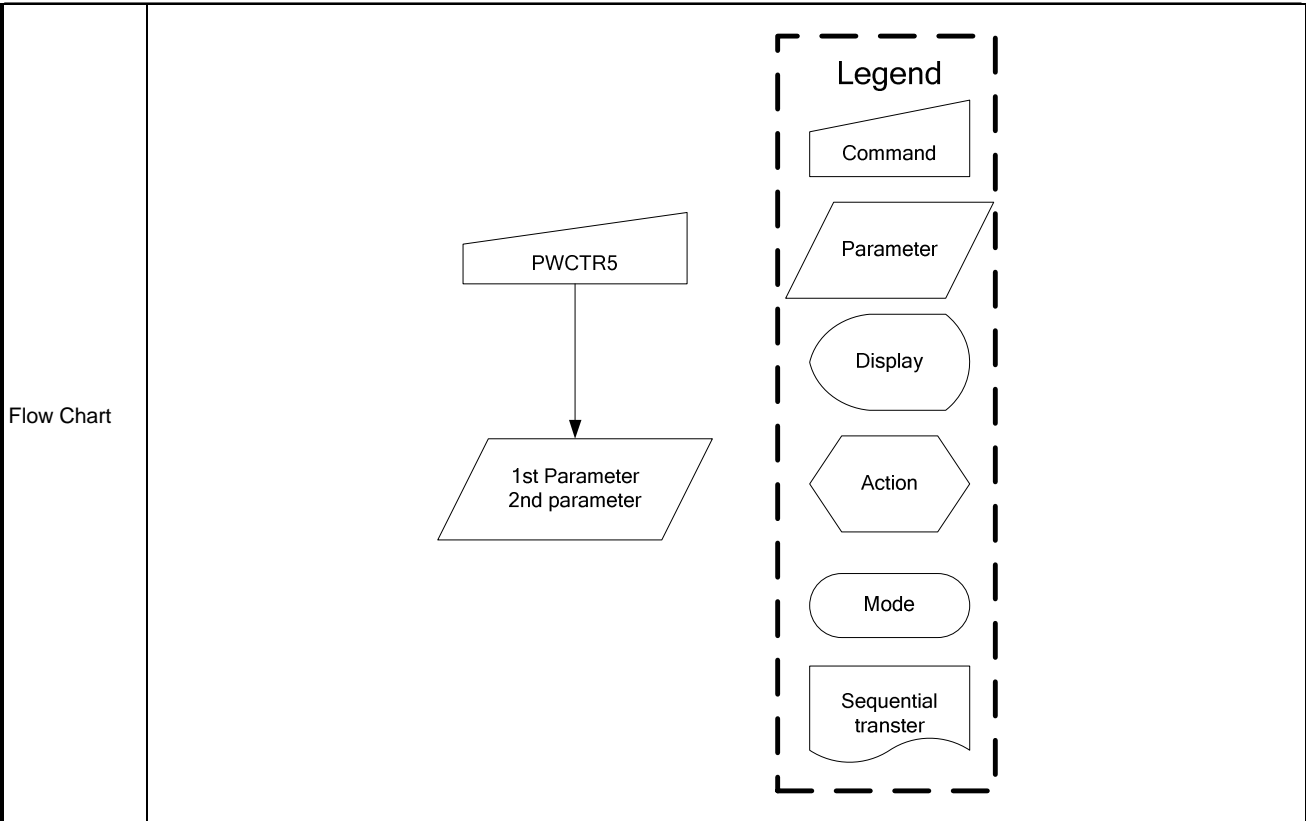 Flow Chart
PWCTR5
1st Parameter
2nd parameter
Legend
Command
Parameter
Display
Action
Mode
Sequential
transter